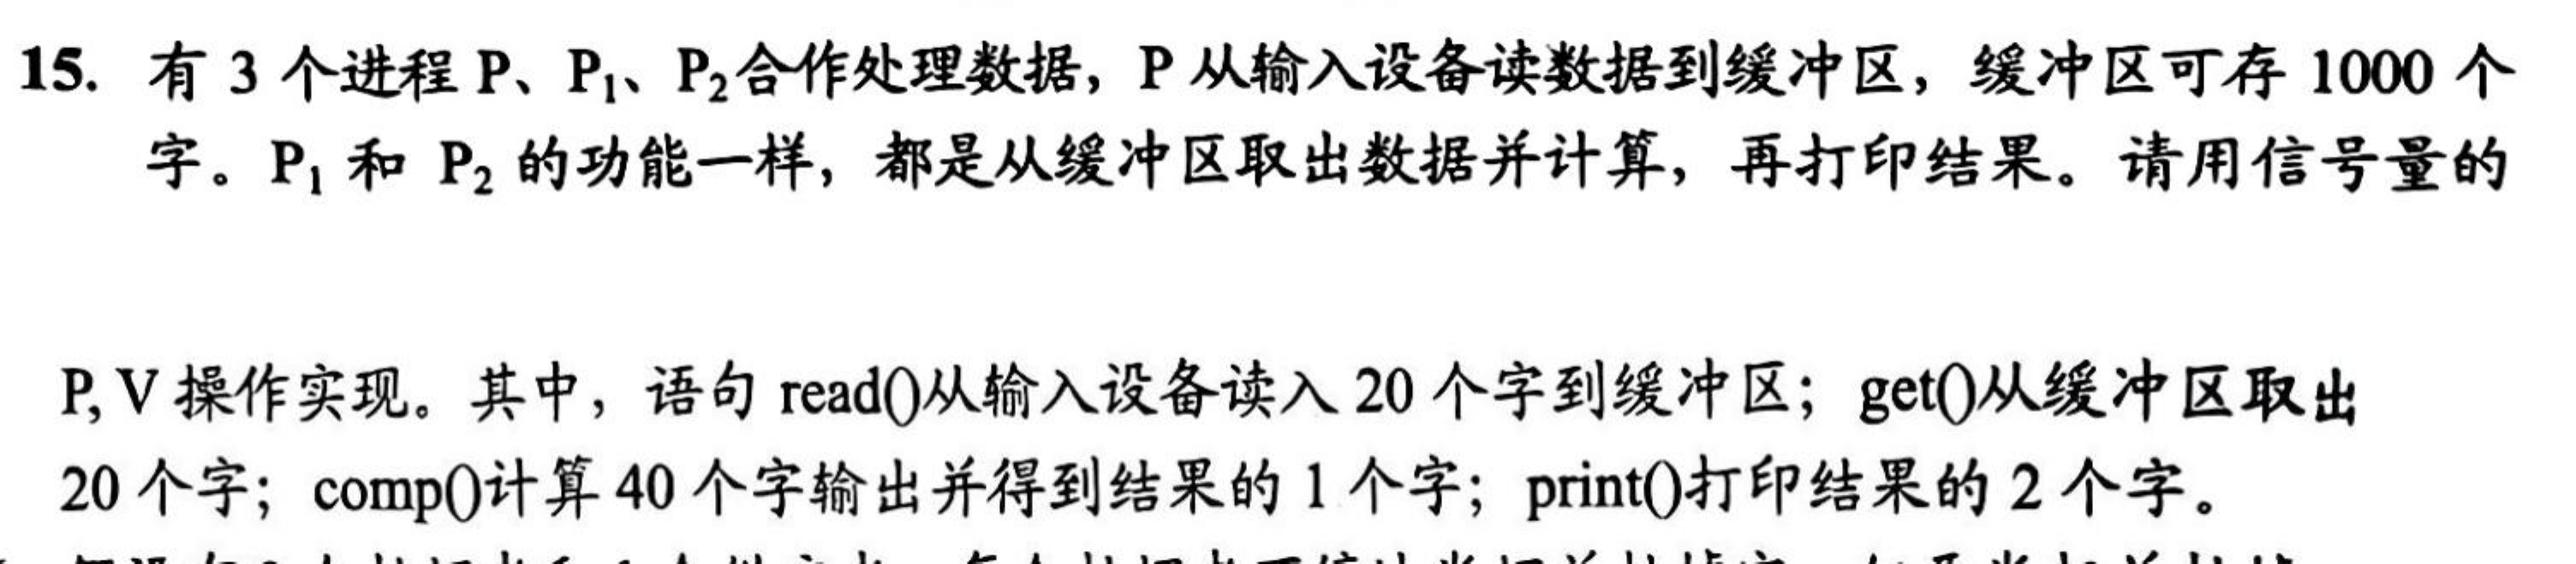 15. 有 3 个进程 P、P₁、P₂合作处理数据，P 从输入设备读数据到缓冲区，缓冲区可存 1000 个
字。P₁ 和 P₂ 的功能一样，都是从缓冲区取出数据并计算，再打印结果。请用信号量的
P, V 操作实现。其中，语句 read()从输入设备读入 20 个字到缓冲区；get()从缓冲区取出
20 个字；comp()计算 40 个字输出并得到结果的 1 个字；print()打印结果的 2 个字。